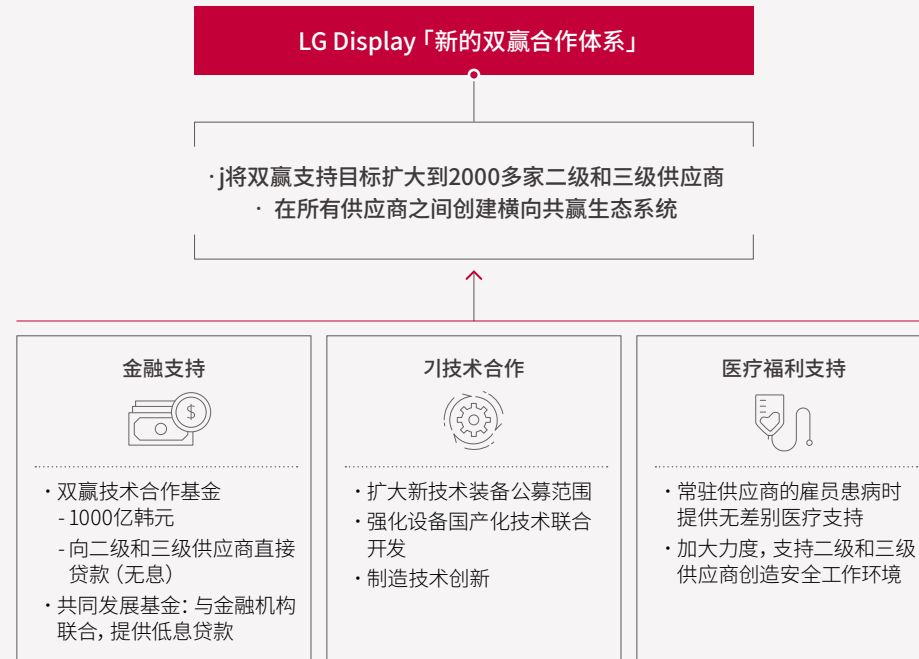 LG Display「新的双赢合作体系」
·j将双赢支持目标扩大到2000多家二级和三级供应商
· 在所有供应商之间创建横向共赢生态系统
金融支持
$
·双赢技术合作基金
- 1000亿韩元
- 向二级和三级供应商直接
贷款（无息）
·共同发展基金：与金融机构
联合，提供低息贷款
기技术合作
·扩大新技术装备公募范围
·强化设备国产化技术联合
开发
·制造技术创新
医疗福利支持
·常驻供应商的雇员患病时
提供无差别医疗支持
·加大力度，支持二级和三级
供应商创造安全工作环境